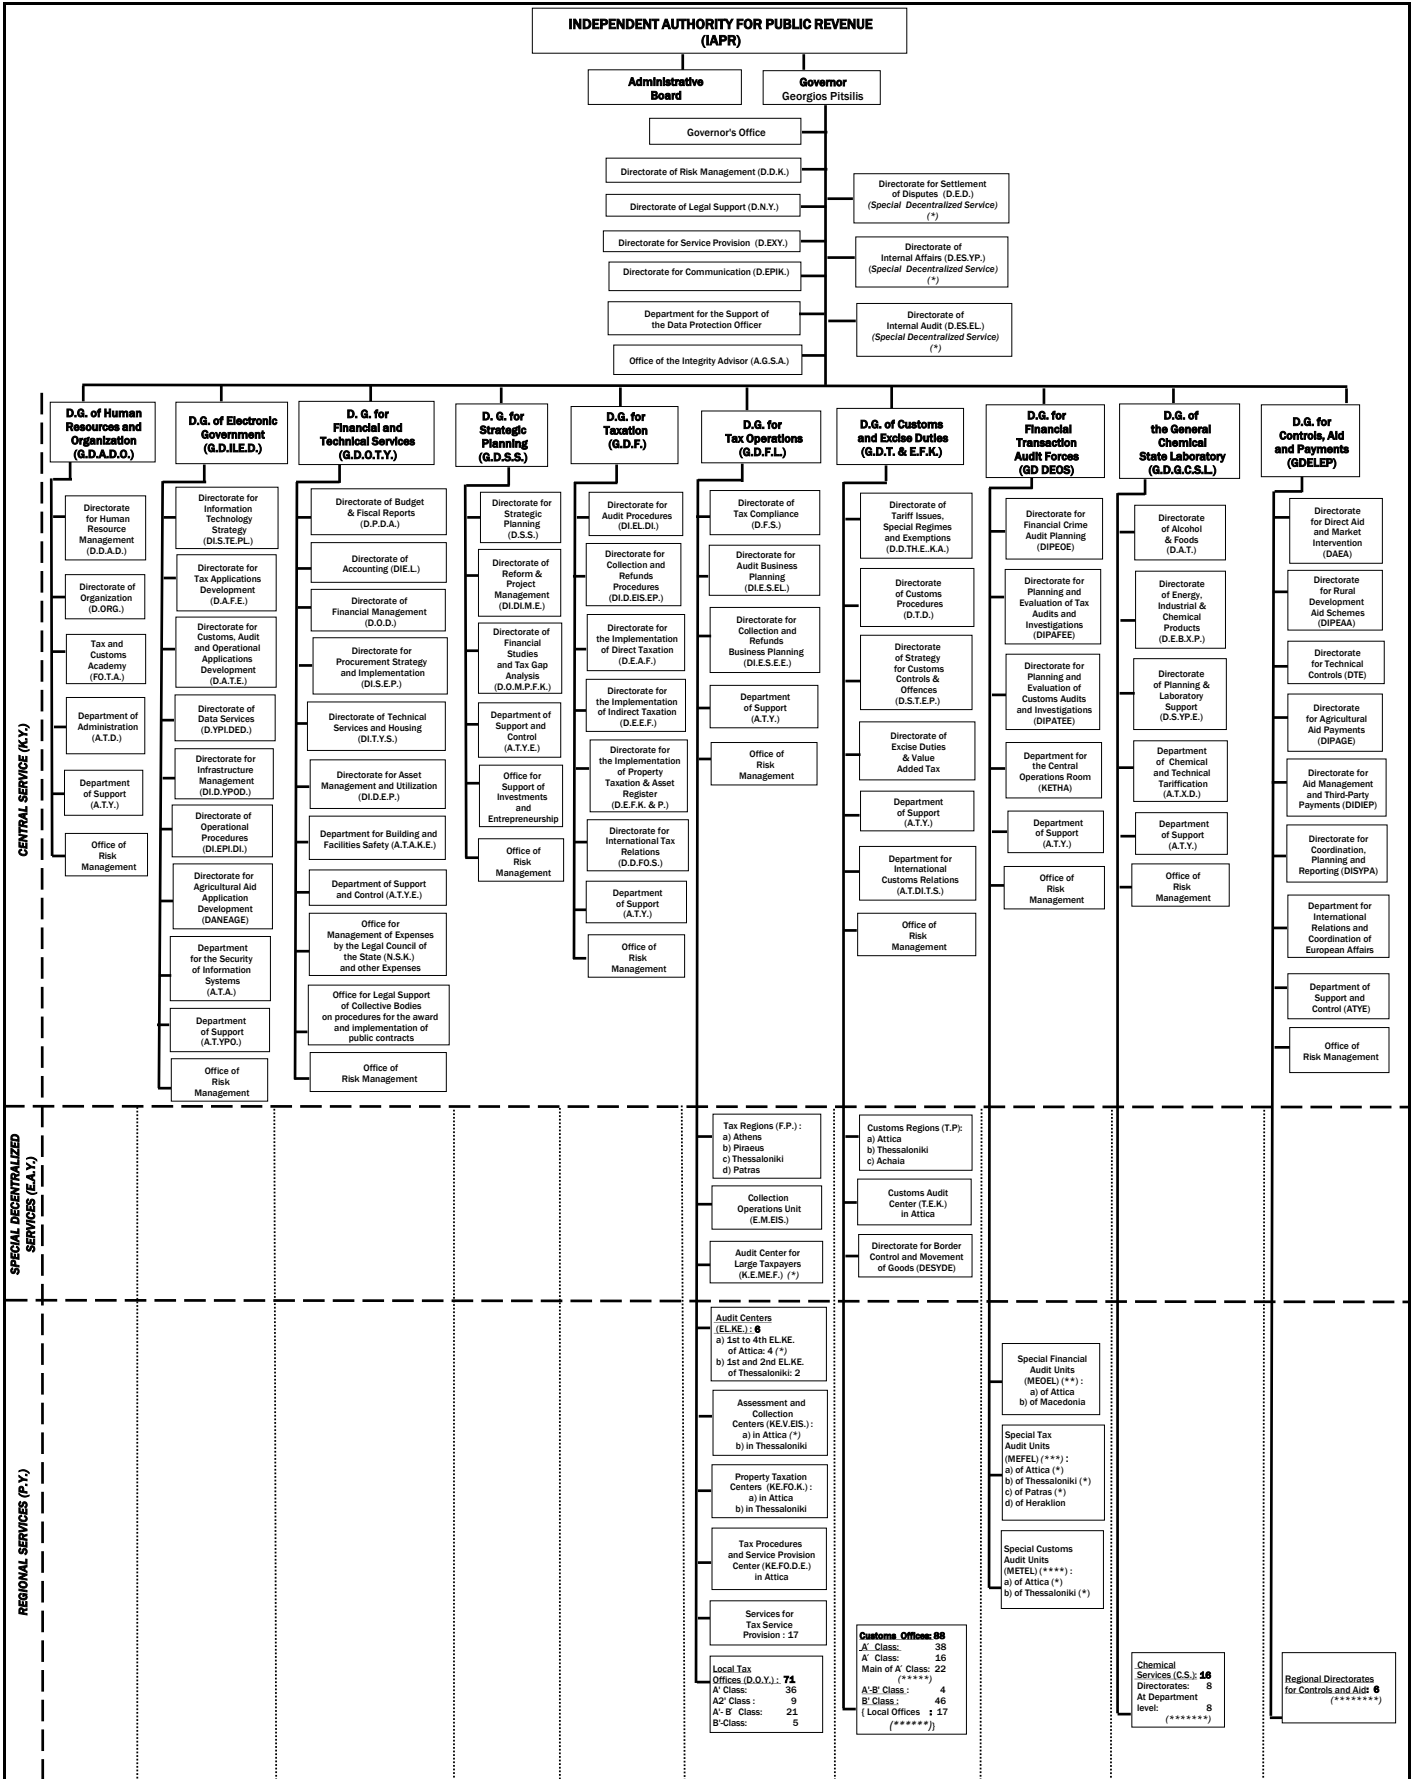 INDEPENDENT AUTHORITY FOR PUBLIC REVENUE
(IAPR)
Administrative
Board
Governor
Georgios Pitsilis
Governor's Office
Directorate of Risk Management (D.D.K.)
Directorate of Legal Support (D.N.Y.)
Directorate for Service Provision (D.EXY.)
Directorate for Communication (D.EPIK.)
Department for the Support of
the Data Protection Officer
Office of the Integrity Advisor (A.G.S.A.)
Directorate for Settlement
of Disputes (D.E.D.)
(Special Decentralized Service)
(*)
Directorate of
Internal Affairs (D.ES.YP.)
(Special Decentralized Service)
(*)
Directorate of
Internal Audit (D.ES.EL.)
(Special Decentralized Service)
(*)
CENTRAL SERVICE (K.Y.)
D.G. of Human
Resources and
Organization
(G.D.A.D.O.)
Directorate
for Human
Resource
Management
(D.D.A.D.)
Directorate of
Organization
(D.ORG.)
Tax and
Customs
Academy
(FO.T.A.)
Department of
Administration
(A.T.D.)
Department
of Support
(A.T.Y.)
Office of
Risk
Management
D.G. of Electronic
Government
(G.D.ILE.D.)
Directorate for
Information
Technology
Strategy
(DI.S.TE.PL.)
Directorate for
Tax Applications
Development
(D.A.F.E.)
Directorate for
Customs, Audit
and Operational
Applications
Development
(D.A.T.E.)
Directorate of
Data Services
(D.YPI.DED.)
Directorate for
Infrastructure
Management
(DI.D.YPOD.)
Directorate of
Operational
Procedures
(DI.EPI.DI.)
Directorate for
Agricultural Aid
Application
Development
(DANEAGE)
Department
for the Security
of Information
Systems
(A.T.A.)
Department
of Support
(A.T.YPO.)
Office of
Risk
Management
D. G. for
Financial and
Technical Services
(G.D.O.T.Y.)
Directorate of Budget
& Fiscal Reports
(D.P.D.A.)
Directorate of
Accounting (DIE.L.)
Directorate of
Financial Management
(D.O.D.)
Directorate for
Procurement Strategy
and Implementation
(DI.S.E.P.)
Directorate of Technical
Services and Housing
(DI.T.Y.S.)
Directorate for Asset
Management and Utilization
(DI.D.E.P.)
Department for Building and
Facilities Safety (A.T.A.K.E.)
Department of Support
and Control (A.T.Y.E.)
Office for
Management of Expenses
by the Legal Council of
the State (N.S.K.)
and other Expenses
Office for Legal Support
of Collective Bodies
on procedures for the award
and implementation of
public contracts
Office of
Risk Management
D. G. for
Strategic
Planning
(G.D.S.S.)
Directorate for
Strategic
Planning
(D.S.S.)
Directorate of
Reform &
Project
Management
(DI.DI.M.E.)
Directorate of
Financial
Studies
and Tax Gap
Analysis
(D.O.M.P.F.K.)
Department of
Support and
Control
(A.T.Y.E.)
Office for
Support of
Investments
and
Entrepreneurship
Office of
Risk
Management
D.G. for
Taxation
(G.D.F.)
Directorate for
Audit Procedures
(DI.EL.DI.)
Directorate for
Collection and
Refunds
Procedures
(DI.D.EIS.EP.)
Directorate for
the Implementation
of Direct Taxation
(D.E.A.F.)
Directorate for
the Implementation
of Indirect Taxation
(D.E.E.F.)
Directorate for
the Implementation
of Property
Taxation & Asset
Register
(D.E.F.K. & P.)
Directorate for
International Tax
Relations
(D.D.FO.S.)
Department
of Support
(A.T.Y.)
Office of
Risk
Management
D.G. for
Tax Operations
(G.D.F.L.)
Directorate of
Tax Compliance
(D.F.S.)
Directorate for
Audit Business
Planning
(DI.E.S.EL.)
Directorate for
Collection and
Refunds
Business Planning
(DI.E.S.E.E.)
Department
of Support
(A.T.Y.)
Office of
Risk
Management
D.G. of Customs
and Excise Duties
(G.D.T. & E.F.K.)
Directorate of
Tariff Issues,
Special Regimes
and Exemptions
(D.D.TH.E..K.A.)
Directorate
of Customs
Procedures
(D.T.D.)
Directorate
of Strategy
for Customs
Controls &
Offences
(D.S.T.E.P.)
Directorate of
Excise Duties
& Value
Added Tax
Department
of Support
(A.T.Y.)
Department for
International
Customs Relations
(A.T.DI.T.S.)
Office of
Risk
Management
D.G. for
Financial
Transaction
Audit Forces
(GD DEOS)
Directorate for
Financial Crime
Audit Planning
(DIPEOE)
Directorate for
Planning and
Evaluation of Tax
Audits and
Investigations
(DIPAFEE)
Directorate for
Planning and
Evaluation of
Customs Audits
and Investigations
(DIPATEE)
Department for
the Central
Operations Room
(KETHA)
Department
of Support
(A.T.Y.)
Office of
Risk
Management
D.G. of
the General
Chemical
State Laboratory
(G.D.G.C.S.L.)
Directorate
of Alcohol
& Foods
(D.A.T.)
Directorate
of Energy,
Industrial &
Chemical
Products
(D.E.B.X.P.)
Directorate
of Planning &
Laboratory
Support
(D.S.YP.E.)
Department
of Chemical
and Technical
Tariffication
(A.T.X.D.)
Department
of Support
(A.T.Y.)
Office of
Risk
Management
D.G. for
Controls, Aid
and Payments
(GDELEP)
Directorate
for Direct Aid
and Market
Intervention
(DAEA)
Directorate
for Rural
Development
Aid Schemes
(DIPEAA)
Directorate
for Technical
Controls (DTE)
Directorate
for Agricultural
Aid Payments
(DIPAGE)
Directorate for
Aid Management
and Third-Party
Payments (DIDIEP)
Directorate for
Coordination,
Planning and
Reporting (DISYPA)
Department for
International
Relations and
Coordination of
European Affairs
Department of
Support and
Control (ATYE)
Office of
Risk Management
SPECIAL DECENTRALIZED
SERVICES (E.A.Y.)
Tax Regions (F.P.) :
a) Athens
b) Piraeus
c) Thessaloniki
d) Patras
Collection
Operations Unit
(E.M.EIS.)
Audit Center for
Large Taxpayers
(K.E.ME.F.) (*)
Customs Regions (T.P):
a) Attica
b) Thessaloniki
c) Achaia
Customs Audit
Center (T.E.K.)
in Attica
Directorate for Border
Control and Movement
of Goods (DESYDE)
REGIONAL SERVICES (P.Y.)
Audit Centers
(EL.KE.) : 6
a) 1st to 4th EL.KE.
of Attica: 4 (*)
b) 1st and 2nd EL.KE.
of Thessaloniki: 2
Assessment and
Collection
Centers (KE.V.EIS.) :
a) in Attica (*)
b) in Thessaloniki
Property Taxation
Centers (KE.FO.K.) :
a) in Attica
b) in Thessaloniki
Tax Procedures
and Service Provision
Center (KE.FO.D.E.)
in Attica
Services for
Tax Service
Provision : 17
Local Tax
Offices (D.O.Y.) : 71
A' Class: 36
A2' Class : 9
A'- B' Class: 21
B'-Class: 5
Customs Offices: 88
A' Class: 38
A' Class: 16
Main of A' Class: 22
(*****)
A'-B' Class : 4
B' Class : 46
( Local Offices : 17
(******))
Special Financial
Audit Units
(MEOEL) (**) :
a) of Attica
b) of Macedonia
Special Tax
Audit Units
(MEFEL) (***) :
a) of Attica (*)
b) of Thessaloniki (*)
c) of Patras (*)
d) of Heraklion
Special Customs
Audit Units
(METEL) (****) :
a) of Attica (*)
b) of Thessaloniki (*)
Chemical
Services (C.S.): 16
Directorates: 8
At Department
level: 8
(*******)
Regional Directorates
for Controls and Aid: 6
(********)